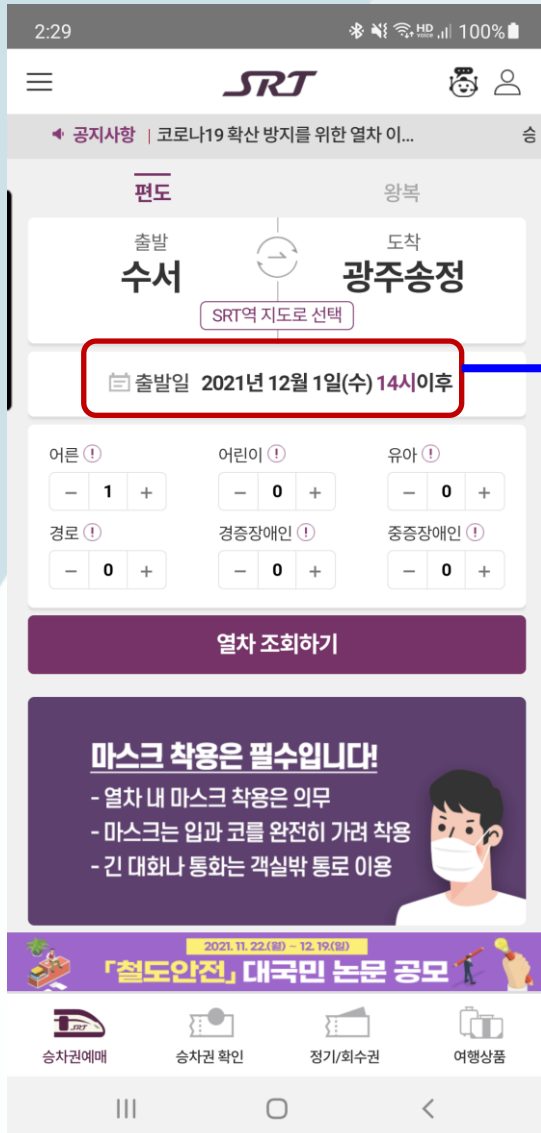 2:29 HD voice 100%
SRT
공지사항 | 코로나19 확산 방지를 위한 열차 이... 승
편도 왕복
출발 도착
수서 광주송정
SRT역 지도로 선택
출발일 2021년 12월 1일(수) 14시이후
어른 ! 어린이 ! 유아 !
− 1 + − 0 + − 0 +
경로 ! 경증장애인 ! 중증장애인 !
− 0 + − 0 + − 0 +
열차 조회하기
마스크 착용은 필수입니다!
- 열차 내 마스크 착용은 의무
- 마스크는 입과 코를 완전히 가려 착용
- 긴 대화나 통화는 객실밖 통로 이용
2021. 11. 22.(월) – 12. 19.(일)
「철도안전」 대국민 논문 공모
SRT
승차권예매 승차권 확인 정기/회수권 여행상품